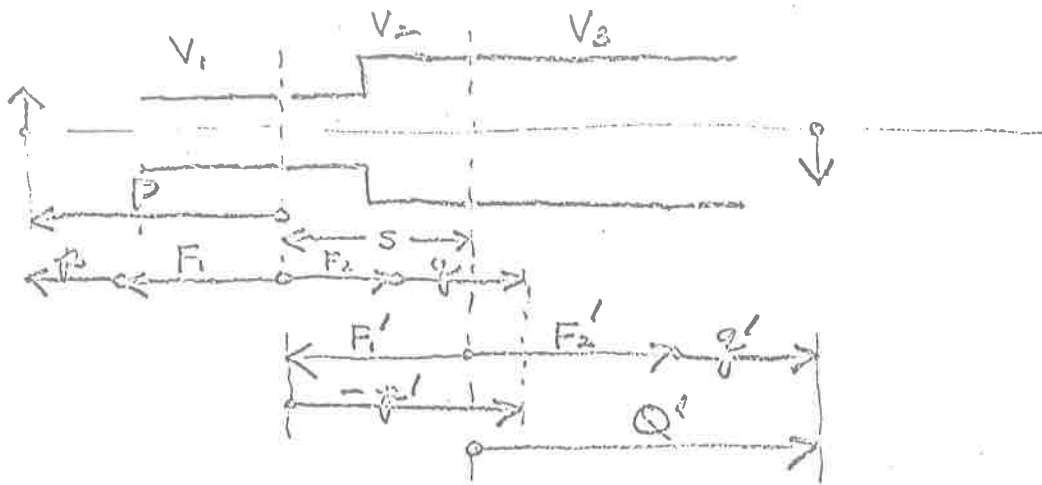 V₁ V₂ V₃
P
S
p F₁ F₂ q
F₁' F₂' q'
- p'
Q'